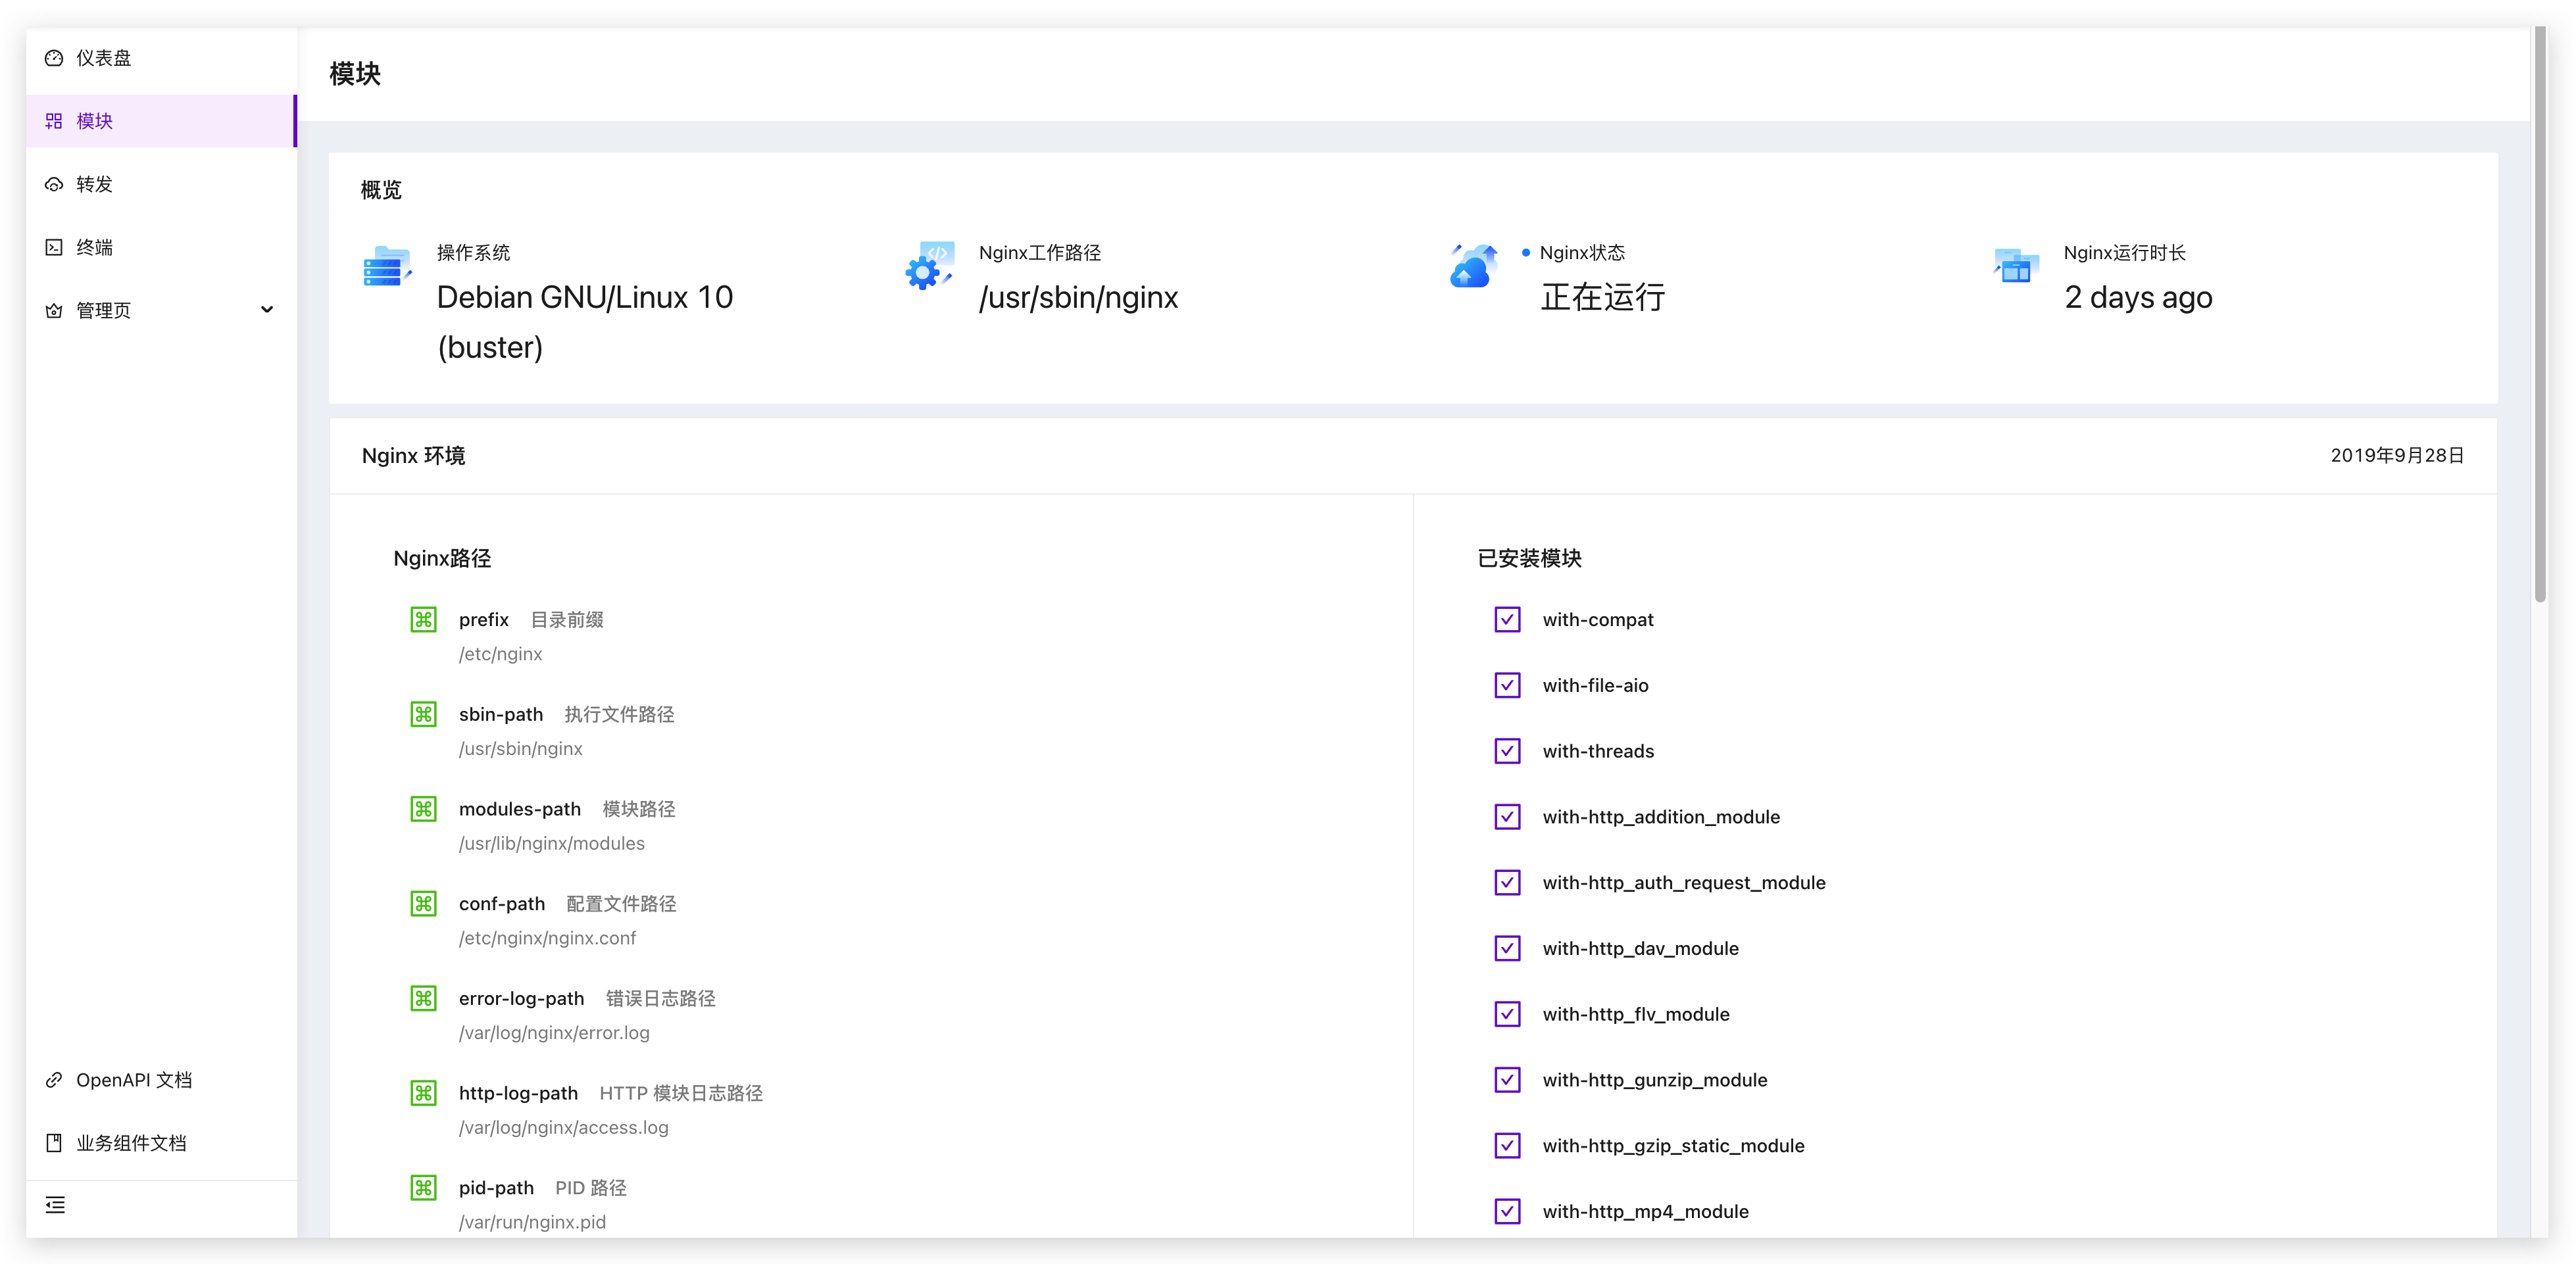 仪表盘
模块
转发
终端
管理页
OpenAPI 文档
业务组件文档
模块
概览
操作系统
Debian GNU/Linux 10
(buster)
Nginx工作路径
/usr/sbin/nginx
Nginx状态
正在运行
Nginx运行时长
2 days ago
Nginx 环境
2019年9月28日
Nginx路径
prefix 目录前缀
/etc/nginx
sbin-path 执行文件路径
/usr/sbin/nginx
modules-path 模块路径
/usr/lib/nginx/modules
conf-path 配置文件路径
/etc/nginx/nginx.conf
error-log-path 错误日志路径
/var/log/nginx/error.log
http-log-path HTTP 模块日志路径
/var/log/nginx/access.log
pid-path PID 路径
/var/run/nginx.pid
已安装模块
with-compat
with-file-aio
with-threads
with-http_addition_module
with-http_auth_request_module
with-http_dav_module
with-http_flv_module
with-http_gunzip_module
with-http_gzip_static_module
with-http_mp4_module